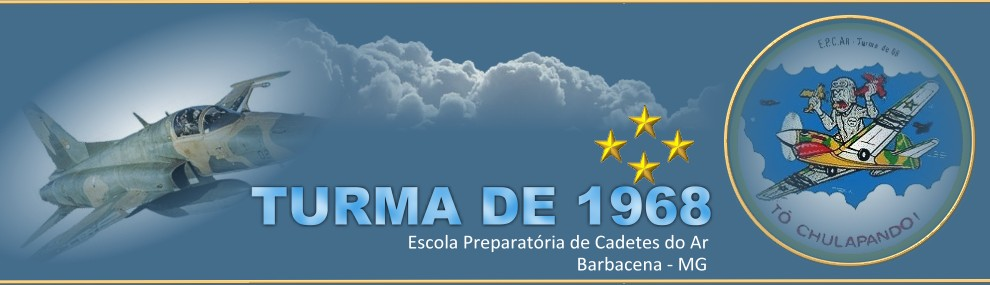 E.P.C.AR - Turma de 68
TURMA DE 1968
Escola Preparatória de Cadetes do Ar
Barbacena - MG
TÔ CHULAPANDO!